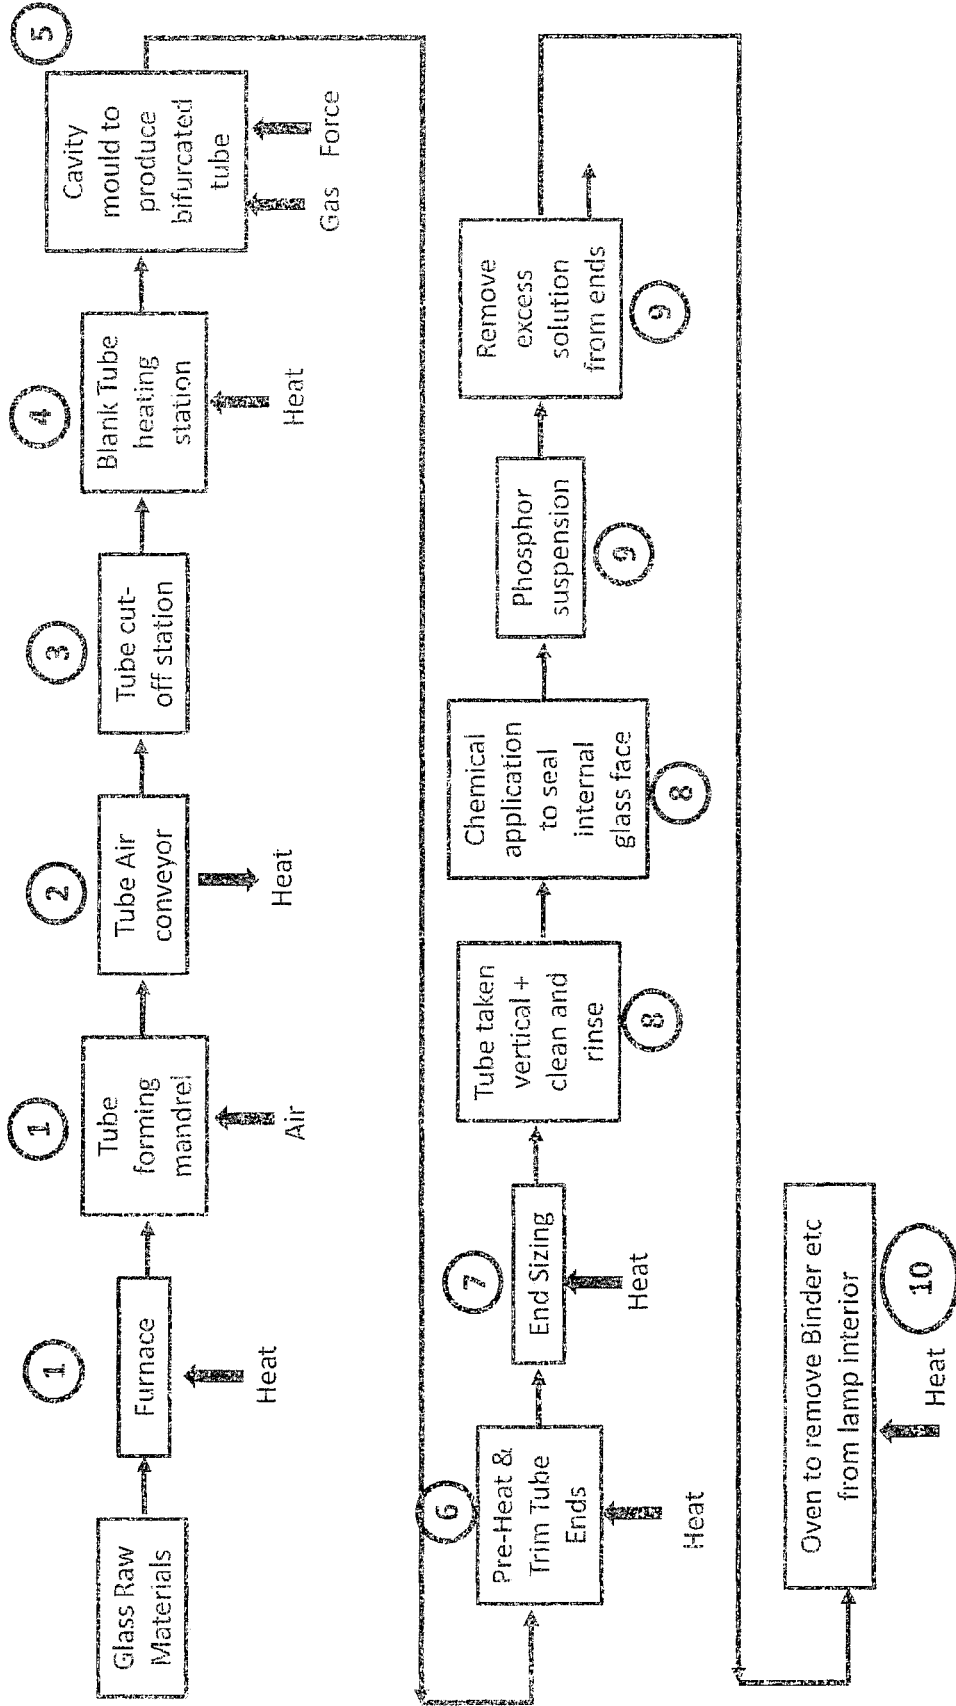 Glass Raw
Materials
1
Furnace
Heat
1
Tube
forming
mandrel
Air
2
Tube Air
conveyor
Heat
3
Tube cut-
off station
4
Blank Tube
heating
station
Heat
5
Cavity
mould to
produce
bifurcated
tube
Gas
Force
6
Pre-Heat &
Trim Tube
Ends
Heat
7
End Sizing
Heat
Tube taken
vertical +
clean and
rinse
8
Chemical
application
to seal
internal
glass face
8
Phosphor
suspension
9
Remove
excess
solution
from ends
9
Oven to remove Binder etc
from lamp interior
10
Heat